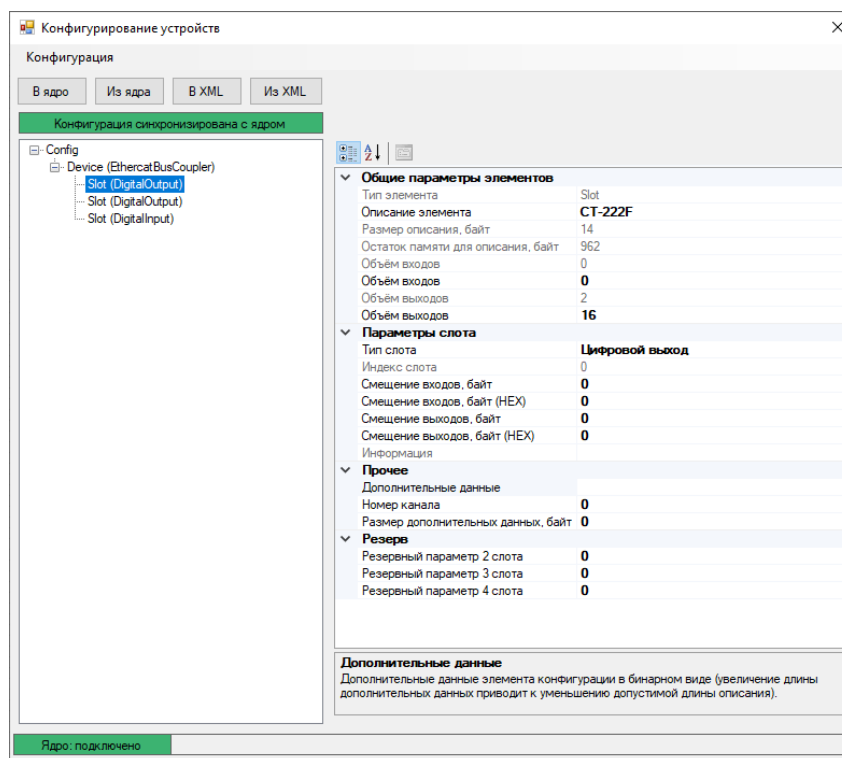 Конфигурирование устройств
Конфигурация
В ядро Из ядра В XML Из XML
Конфигурация синхронизирована с ядром
Config
Device (EthercatBusCoupler)
Slot (DigitalOutput)
Slot (DigitalOutput)
Slot (DigitalInput)
Общие параметры элементов
Тип элемента Slot
Описание элемента CT-222F
Размер описания, байт 14
Остаток памяти для описания, байт 962
Объём входов 0
Объём входов 0
Объём выходов 2
Объём выходов 16
Параметры слота
Тип слота Цифровой выход
Индекс слота 0
Смещение входов, байт 0
Смещение входов, байт (HEX) 0
Смещение выходов, байт 0
Смещение выходов, байт (HEX) 0
Информация
Прочее
Дополнительные данные
Номер канала 0
Размер дополнительных данных, байт 0
Резерв
Резервный параметр 2 слота 0
Резервный параметр 3 слота 0
Резервный параметр 4 слота 0
Дополнительные данные
Дополнительные данные элемента конфигурации в бинарном виде (увеличение длины
дополнительных данных приводит к уменьшению допустимой длины описания).
Ядро: подключено